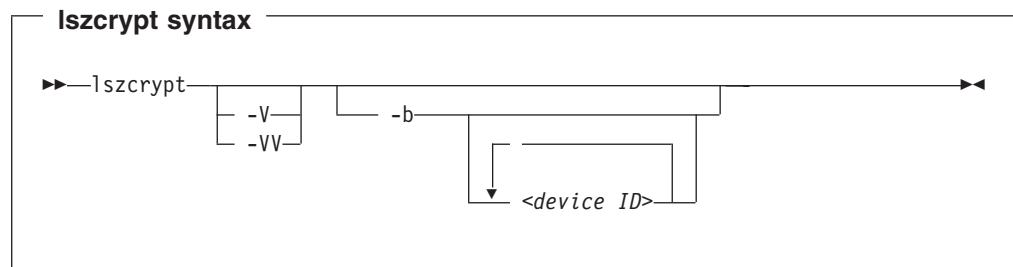 lszcrypt syntax
lszcrypt
-V
-VV
-b
<device ID>